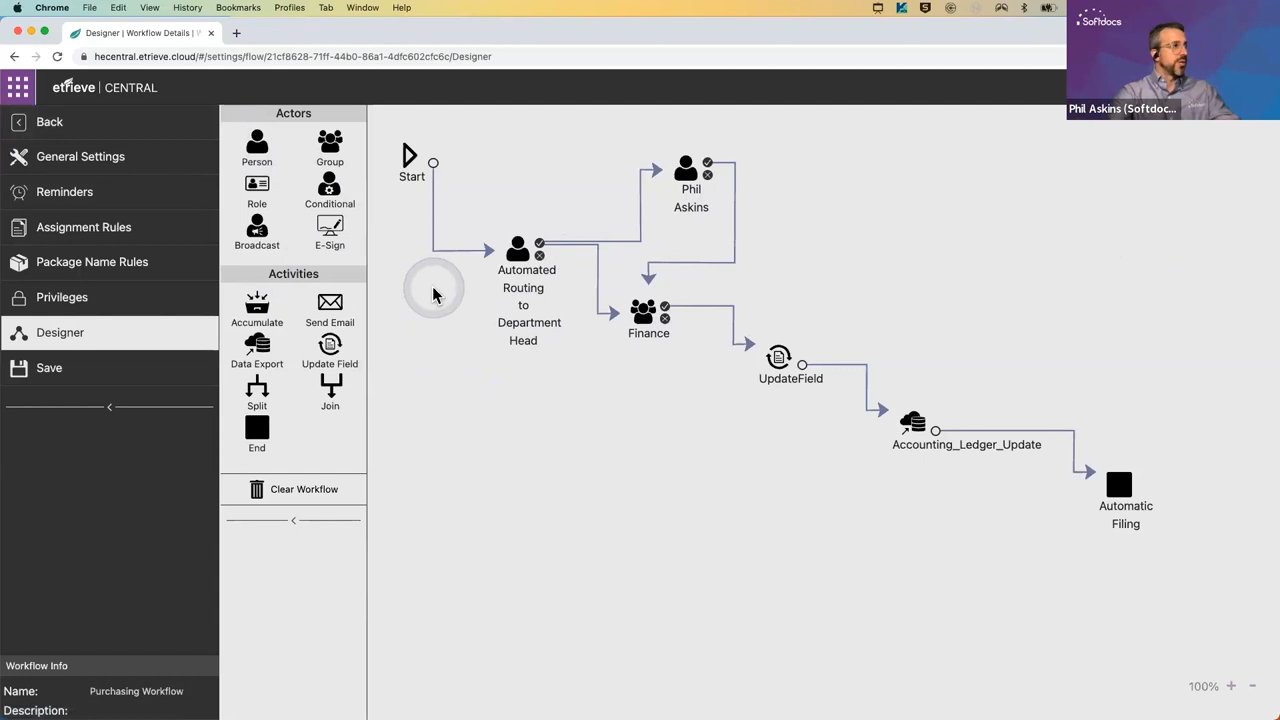 Chrome File Edit View History Bookmarks Profiles Tab Window Help
Designer | Workflow Details |
hecentral.etrieve.cloud/#/settings/flow/21cf8628-71ff-44b0-86a1-4dfc602cfc6c/Designer
Softdocs
Phil Askins (Softdoc...
etrieve | CENTRAL
Back
General Settings
Reminders
Assignment Rules
Package Name Rules
Privileges
Designer
Save
Workflow Info
Name: Purchasing Workflow
Description:
Actors
Person Group
Role Conditional
Broadcast E-Sign
Activities
Accumulate Send Email
Data Export Update Field
Split Join
End
Clear Workflow
Start
Automated
Routing
to
Department
Head
Phil
Askins
Finance
UpdateField
Accounting_Ledger_Update
Automatic
Filing
100% + -